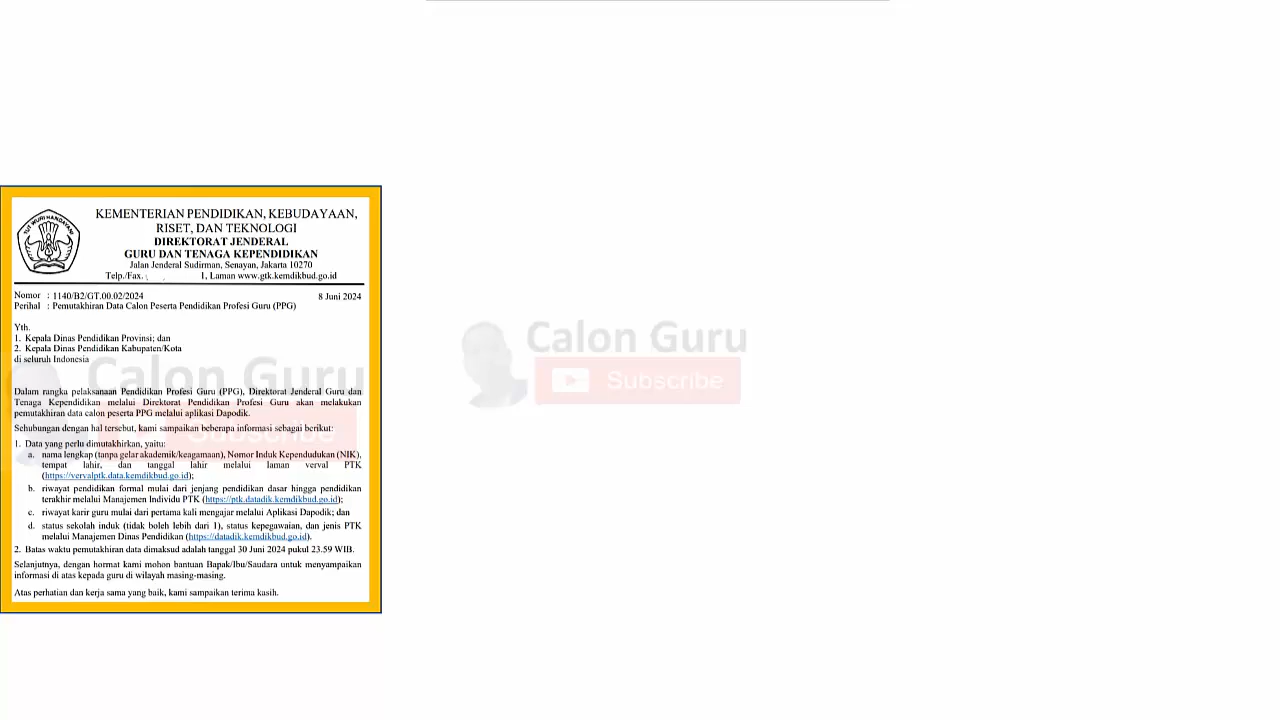 TUT WURI HANDAYANI
KEMENTERIAN PENDIDIKAN, KEBUDAYAAN,
RISET, DAN TEKNOLOGI
DIREKTORAT JENDERAL
GURU DAN TENAGA KEPENDIDIKAN
Jalan Jenderal Sudirman, Senayan, Jakarta 10270
Telp./Fax. 1, Laman www.gtk.kemdikbud.go.id
Nomor : 1140/B2/GT.00.02/2024 8 Juni 2024
Perihal : Pemutakhiran Data Calon Peserta Pendidikan Profesi Guru (PPG)
Yth.
1. Kepala Dinas Pendidikan Provinsi; dan
2. Kepala Dinas Pendidikan Kabupaten/Kota
di seluruh Indonesia
Calon Guru
Subscribe
Dalam rangka pelaksanaan Pendidikan Profesi Guru (PPG), Direktorat Jenderal Guru dan
Tenaga Kependidikan melalui Direktorat Pendidikan Profesi Guru akan melakukan
pemutakhiran data calon peserta PPG melalui aplikasi Dapodik.
Sehubungan dengan hal tersebut, kami sampaikan beberapa informasi sebagai berikut:
1. Data yang perlu dimutakhirkan, yaitu:
a. nama lengkap (tanpa gelar akademik/keagamaan), Nomor Induk Kependudukan (NIK),
tempat lahir, dan tanggal lahir melalui laman verval PTK
(https://vervalptk.data.kemdikbud.go.id);
b. riwayat pendidikan formal mulai dari jenjang pendidikan dasar hingga pendidikan
terakhir melalui Manajemen Individu PTK (https://ptk.datadik.kemdikbud.go.id);
c. riwayat karir guru mulai dari pertama kali mengajar melalui Aplikasi Dapodik; dan
d. status sekolah induk (tidak boleh lebih dari 1), status kepegawaian, dan jenis PTK
melalui Manajemen Dinas Pendidikan (https://datadik.kemdikbud.go.id).
2. Batas waktu pemutakhiran data dimaksud adalah tanggal 30 Juni 2024 pukul 23.59 WIB.
Selanjutnya, dengan hormat kami mohon bantuan Bapak/Ibu/Saudara untuk menyampaikan
informasi di atas kepada guru di wilayah masing-masing.
Atas perhatian dan kerja sama yang baik, kami sampaikan terima kasih.
Calon Guru
Subscribe